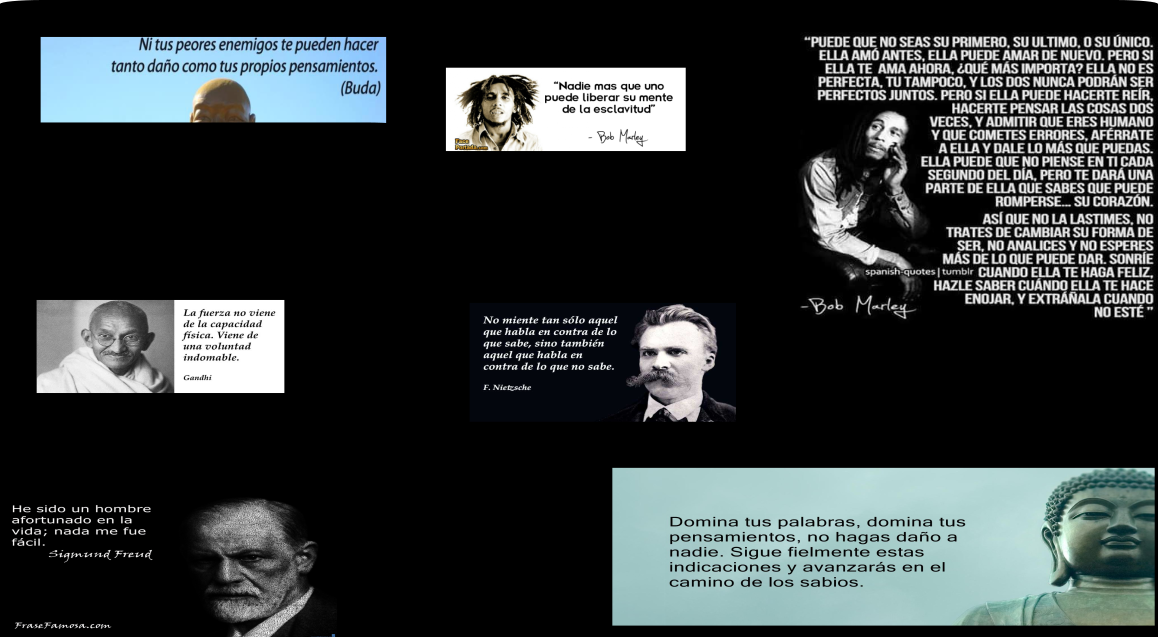 Ni tus peores enemigos te pueden hacer
tanto daño como tus propios pensamientos.
(Buda)
“Nadie mas que uno
puede liberar su mente
de la esclavitud”
- Bob Marley
Face
Portada.com
“PUEDE QUE NO SEAS SU PRIMERO, SU ULTIMO, O SU ÚNICO.
ELLA AMÓ ANTES, ELLA PUEDE AMAR DE NUEVO. PERO SI
ELLA TE AMA AHORA, ¿QUÉ MÁS IMPORTA? ELLA NO ES
PERFECTA, TU TAMPOCO, Y LOS DOS NUNCA PODRÁN SER
PERFECTOS JUNTOS. PERO SI ELLA PUEDE HACERTE REÍR,
HACERTE PENSAR LAS COSAS DOS
VECES, Y ADMITIR QUE ERES HUMANO
Y QUE COMETES ERRORES, AFÉRRATE
A ELLA Y DALE LO MÁS QUE PUEDAS.
ELLA PUEDE QUE NO PIENSE EN TI CADA
SEGUNDO DEL DÍA, PERO TE DARÁ UNA
PARTE DE ELLA QUE SABES QUE PUEDE
ROMPERSE... SU CORAZÓN.
ASÍ QUE NO LA LASTIMES, NO
TRATES DE CAMBIAR SU FORMA DE
SER, NO ANALICES Y NO ESPERES
MÁS DE LO QUE PUEDE DAR. SONRÍE
spanish-quotes | tumblr CUANDO ELLA TE HAGA FELIZ,
HAZLE SABER CUÁNDO ELLA TE HACE
ENOJAR, Y EXTRÁÑALA CUANDO
NO ESTÉ ”
-Bob Marley
La fuerza no viene
de la capacidad
física. Viene de
una voluntad
indomable.
Gandhi
No miente tan sólo aquel
que habla en contra de lo
que sabe, sino también
aquel que habla en
contra de lo que no sabe.
F. Nietzsche
He sido un hombre
afortunado en la
vida; nada me fue
fácil.
Sigmund Freud
FraseFamosa.com
Domina tus palabras, domina tus
pensamientos, no hagas daño a
nadie. Sigue fielmente estas
indicaciones y avanzarás en el
camino de los sabios.